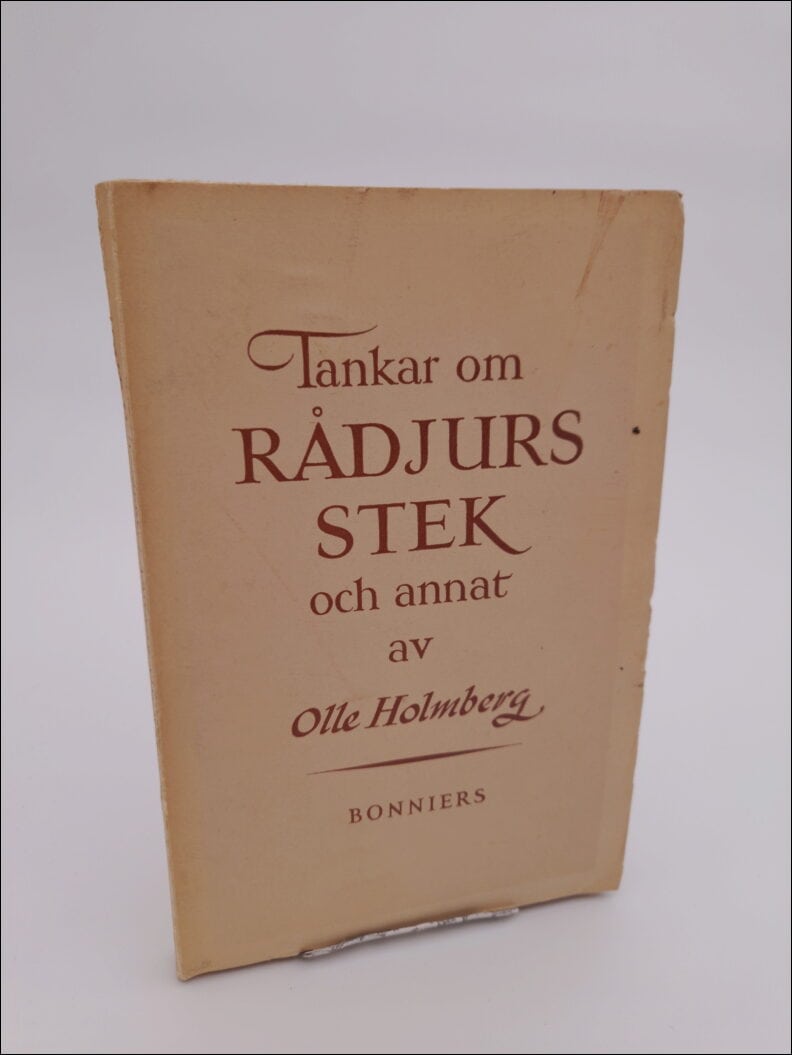 Tankar om
RÅDJURS
STEK
och annat
av
Olle Holmberg
BONNIERS